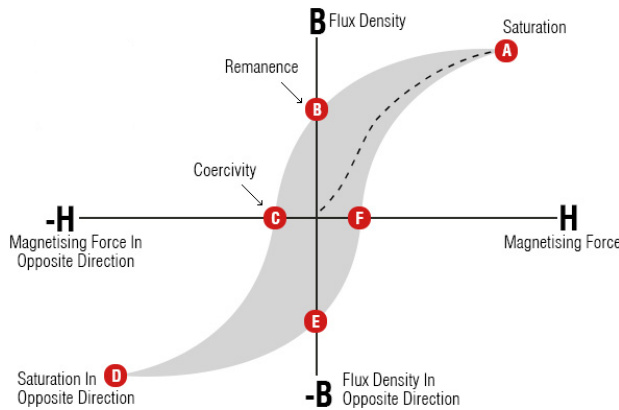 B Flux Density
Saturation
A
Remanence
B
Coercivity
C
F
-H
H
Magnetising Force In
Opposite Direction
Magnetising Force
E
D
Saturation In
Opposite Direction
-B
Flux Density In
Opposite Direction